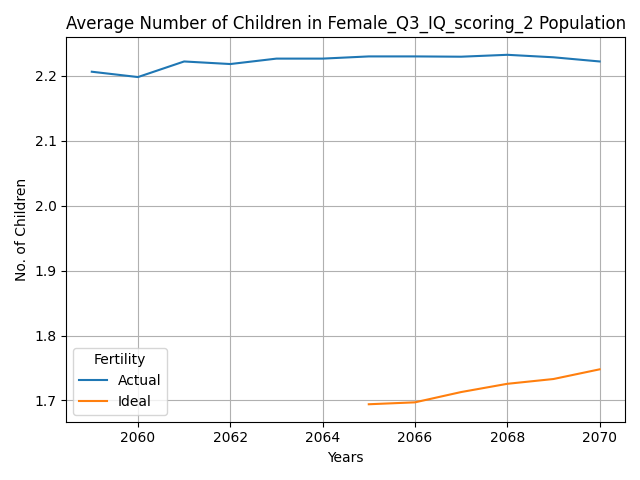 Average Number of Children in Female_Q3_IQ_scoring_2 Population
No. of Children
2.2
2.1
2.0
1.9
1.8
1.7
Fertility
Actual
Ideal
2060 2062 2064 2066 2068 2070
Years